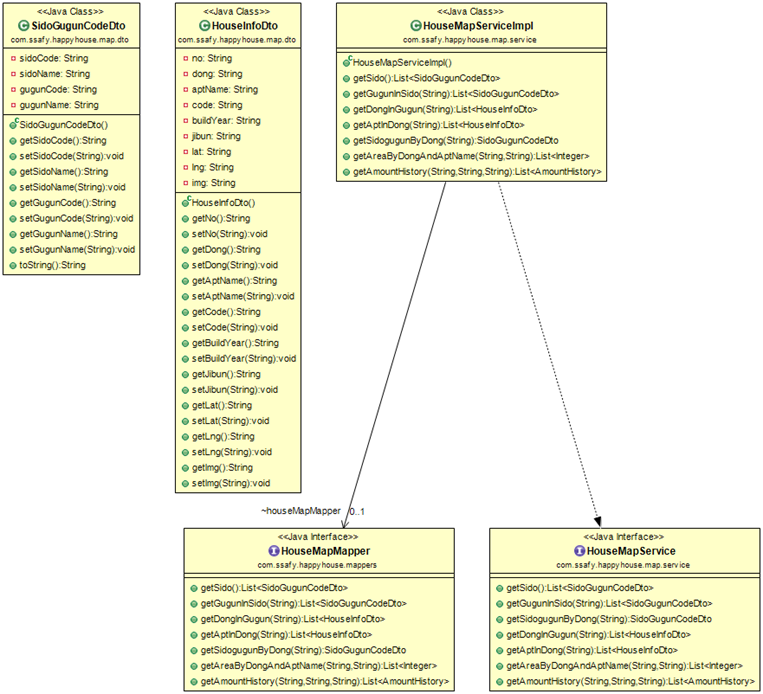 <<Java Class>>
SidoGugunCodeDto
com.ssafy.happyhouse.map.dto
sidoCode: String
sidoName: String
gugunCode: String
gugunName: String
SidoGugunCodeDto()
getSidoCode():String
setSidoCode(String):void
getSidoName():String
setSidoName(String):void
getGugunCode():String
setGugunCode(String):void
getGugunName():String
setGugunName(String):void
toString():String
<<Java Class>>
HouseInfoDto
com.ssafy.happyhouse.map.dto
no: String
dong: String
aptName: String
code: String
buildYear: String
jibun: String
lat: String
lng: String
img: String
HouseInfoDto()
getNo():String
setNo(String):void
getDong():String
setDong(String):void
getAptName():String
setAptName(String):void
getCode():String
setCode(String):void
getBuildYear():String
setBuildYear(String):void
getJibun():String
setJibun(String):void
getLat():String
setLat(String):void
getLng():String
setLng(String):void
getImg():String
setImg(String):void
<<Java Class>>
HouseMapServiceImpl
com.ssafy.happyhouse.map.service
HouseMapServiceImpl()
getSido():List<SidoGugunCodeDto>
getGugunInSido(String):List<SidoGugunCodeDto>
getDongInGugun(String):List<HouseInfoDto>
getAptInDong(String):List<HouseInfoDto>
getSidogugunByDong(String):SidoGugunCodeDto
getAreaByDongAndAptName(String,String):List<Integer>
getAmountHistory(String,String,String):List<AmountHistory>
~houseMapMapper 0..1
<<Java Interface>>
HouseMapMapper
com.ssafy.happyhouse.mappers
getSido():List<SidoGugunCodeDto>
getGugunInSido(String):List<SidoGugunCodeDto>
getDongInGugun(String):List<HouseInfoDto>
getAptInDong(String):List<HouseInfoDto>
getSidogugunByDong(String):SidoGugunCodeDto
getAreaByDongAndAptName(String,String):List<Integer>
getAmountHistory(String,String,String):List<AmountHistory>
<<Java Interface>>
HouseMapService
com.ssafy.happyhouse.map.service
getSido():List<SidoGugunCodeDto>
getGugunInSido(String):List<SidoGugunCodeDto>
getSidogugunByDong(String):SidoGugunCodeDto
getDongInGugun(String):List<HouseInfoDto>
getAptInDong(String):List<HouseInfoDto>
getAreaByDongAndAptName(String,String):List<Integer>
getAmountHistory(String,String,String):List<AmountHistory>